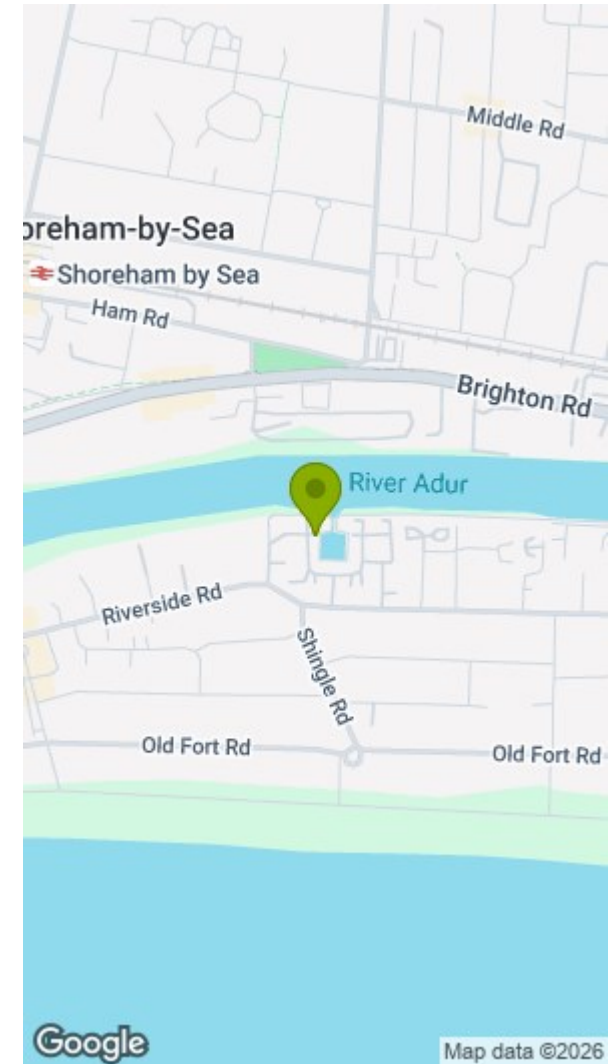 Middle Rd
oreham-by-Sea
Shoreham by Sea
Ham Rd
Brighton Rd
River Adur
Riverside Rd
Shingle Rd
Old Fort Rd
Old Fort Rd
Google
Map data ©2026